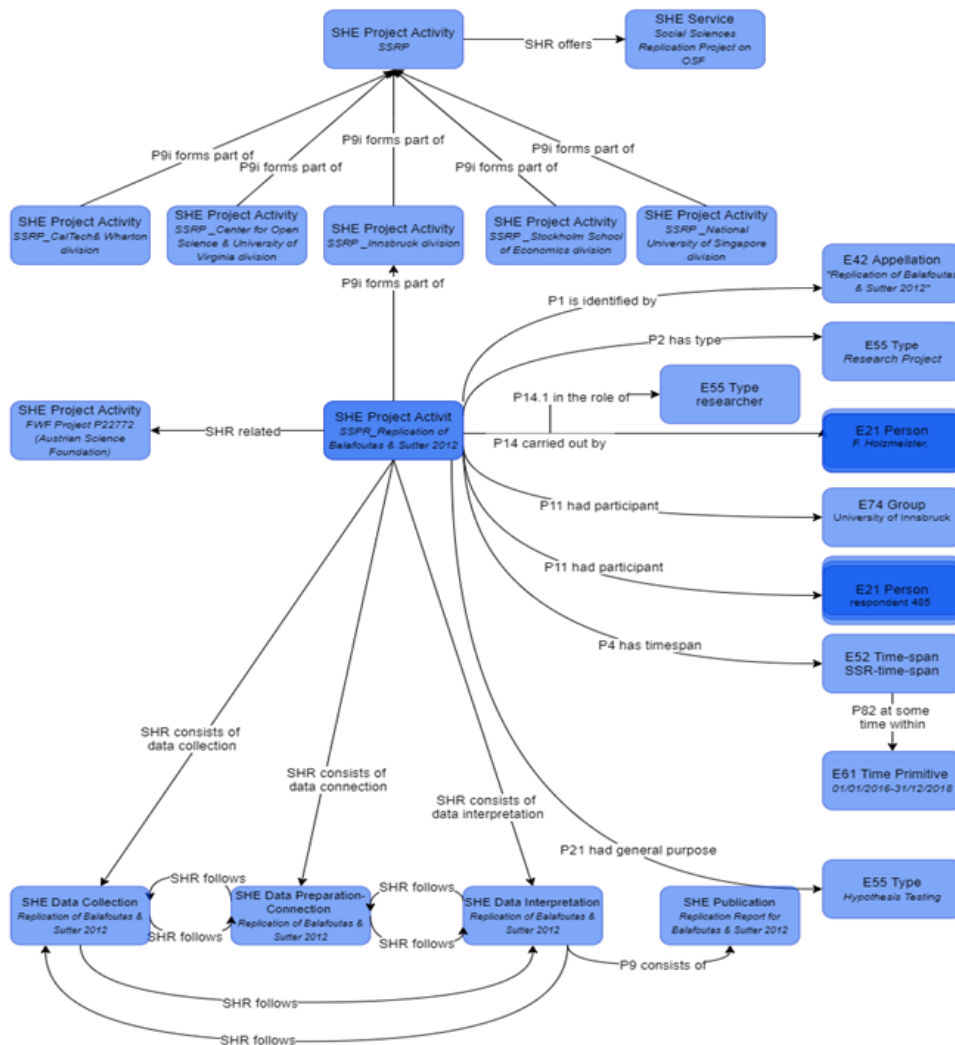 SHE Project Activity
SSRP
SHR offers
SHE Service
Social Sciences
Replication Project on
OSF
P9i forms part of
P9i forms part of
P9i forms part of
P9i forms part of
P9i forms part of
SHE Project Activity
SSRP_CalTech& Wharton
division
SHE Project Activity
SSRP_Center for Open
Science & University of
Virginia division
SHE Project Activity
SSRP_Innsbruck division
SHE Project Activity
SSRP_Stockholm School
of Economics division
SHE Project Activity
SSRP_National
University of Singapore
division
P9i forms part of
E42 Appellation
"Replication of Balafoutas
& Sutter 2012"
P1 is identified by
P2 has type
E55 Type
Research Project
E55 Type
researcher
P14.1 in the role of
SHE Project Activity
FWF Project P22772
(Austrian Science
Foundation)
SHR related
SHE Project Activit
SSPR_Replication of
Balafoutas & Sutter 2012
P14 carried out by
E21 Person
F. Holzmeister,
P11 had participant
E74 Group
University of Innsbruck
P11 had participant
E21 Person
respondent 485
P4 has timespan
E52 Time-span
SSR-time-span
P82 at some
time within
E61 Time Primitive
01/01/2016-31/12/2018
SHR consists of
data collection
SHR consists of
data connection
SHR consists of
data interpretation
P21 had general purpose
E55 Type
Hypothesis Testing
SHE Data Collection
Replication of Balafoutas &
Sutter 2012
SHR follows
SHR follows
SHE Data Preparation-
Connection
Replication of Balafoutas &
Sutter 2012
SHR follows
SHR follows
SHE Data Interpretation
Replication of Balafoutas &
Sutter 2012
SHE Publication
Replication Report for
Balafoutas & Sutter 2012
P9 consists of
SHR follows
SHR follows